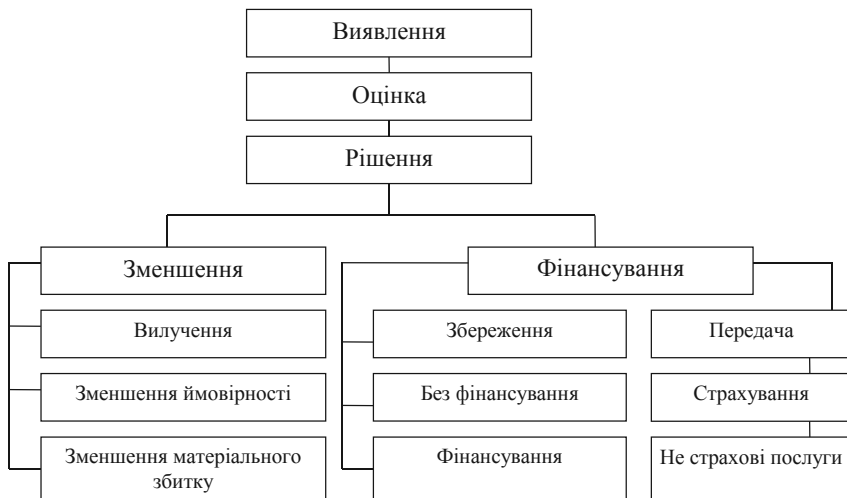 Виявлення
Оцінка
Рішення
Зменшення
Фінансування
Вилучення
Збереження
Передача
Зменшення ймовірності
Без фінансування
Страхування
Зменшення матеріального
збитку
Фінансування
Не страхові послуги